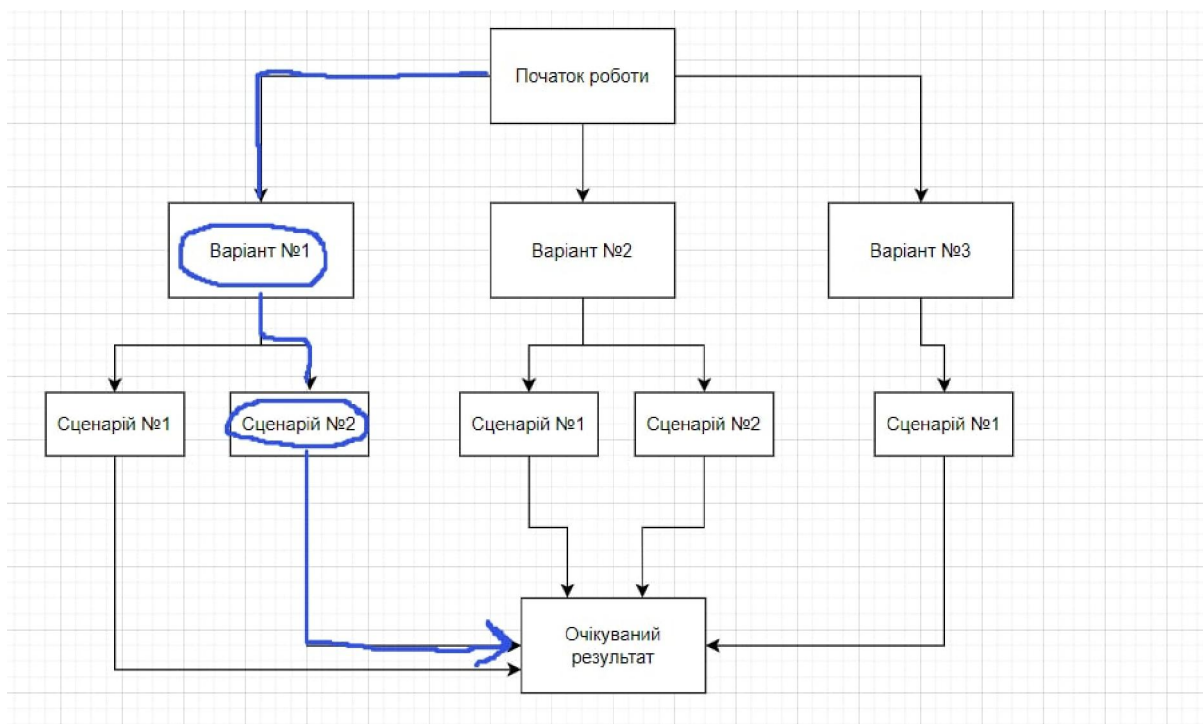 Початок роботи
Варіант №1
Варіант №2
Варіант №3
Сценарій №1
Сценарій №2
Сценарій №1
Сценарій №2
Сценарій №1
Очікуваний
результат